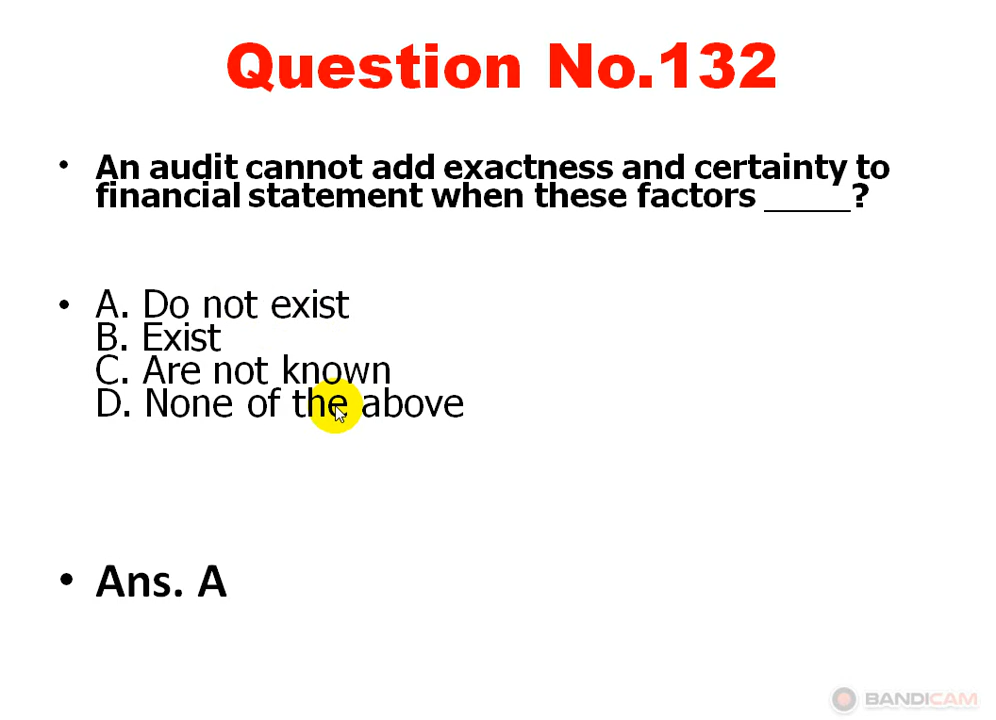 Question No.132
• An audit cannot add exactness and certainty to
financial statement when these factors _____?
• A. Do not exist
B. Exist
C. Are not known
D. None of the above
• Ans. A
BANDICAM